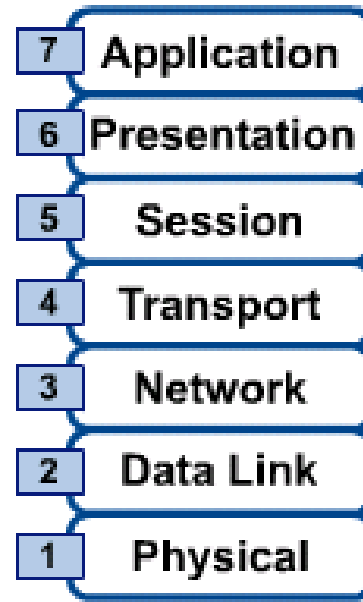 7 Application
6 Presentation
5 Session
4 Transport
3 Network
2 Data Link
1 Physical